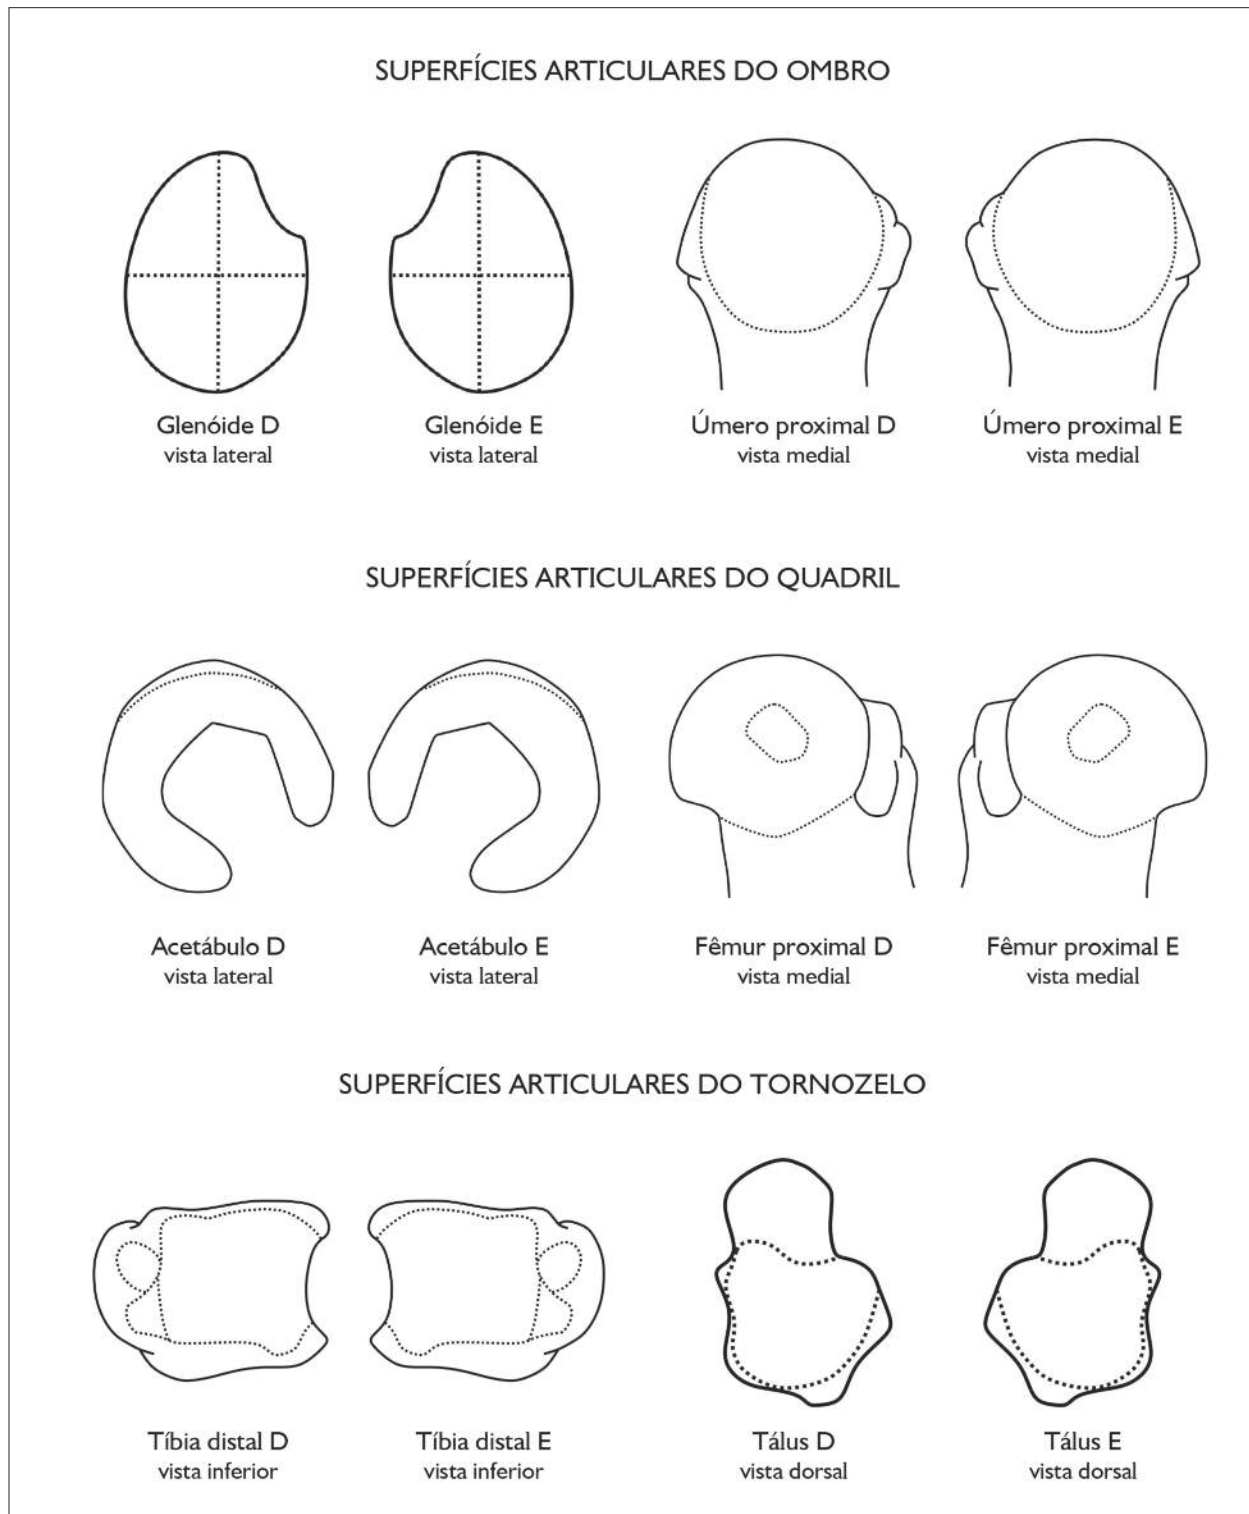 SUPERFÍCIES ARTICULARES DO OMBRO
Glenóide D
vista lateral
Glenóide E
vista lateral
Úmero proximal D
vista medial
Úmero proximal E
vista medial
SUPERFÍCIES ARTICULARES DO QUADRIL
Acetábulo D
vista lateral
Acetábulo E
vista lateral
Fêmur proximal D
vista medial
Fêmur proximal E
vista medial
SUPERFÍCIES ARTICULARES DO TORNOZELO
Tíbia distal D
vista inferior
Tíbia distal E
vista inferior
Tálus D
vista dorsal
Tálus E
vista dorsal